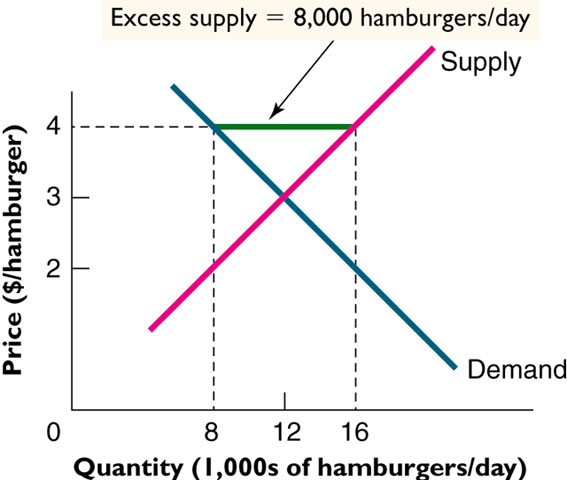 Excess supply = 8,000 hamburgers/day
Supply
4
3
2
Price ($/hamburger)
Demand
0
8
12
16
Quantity (1,000s of hamburgers/day)